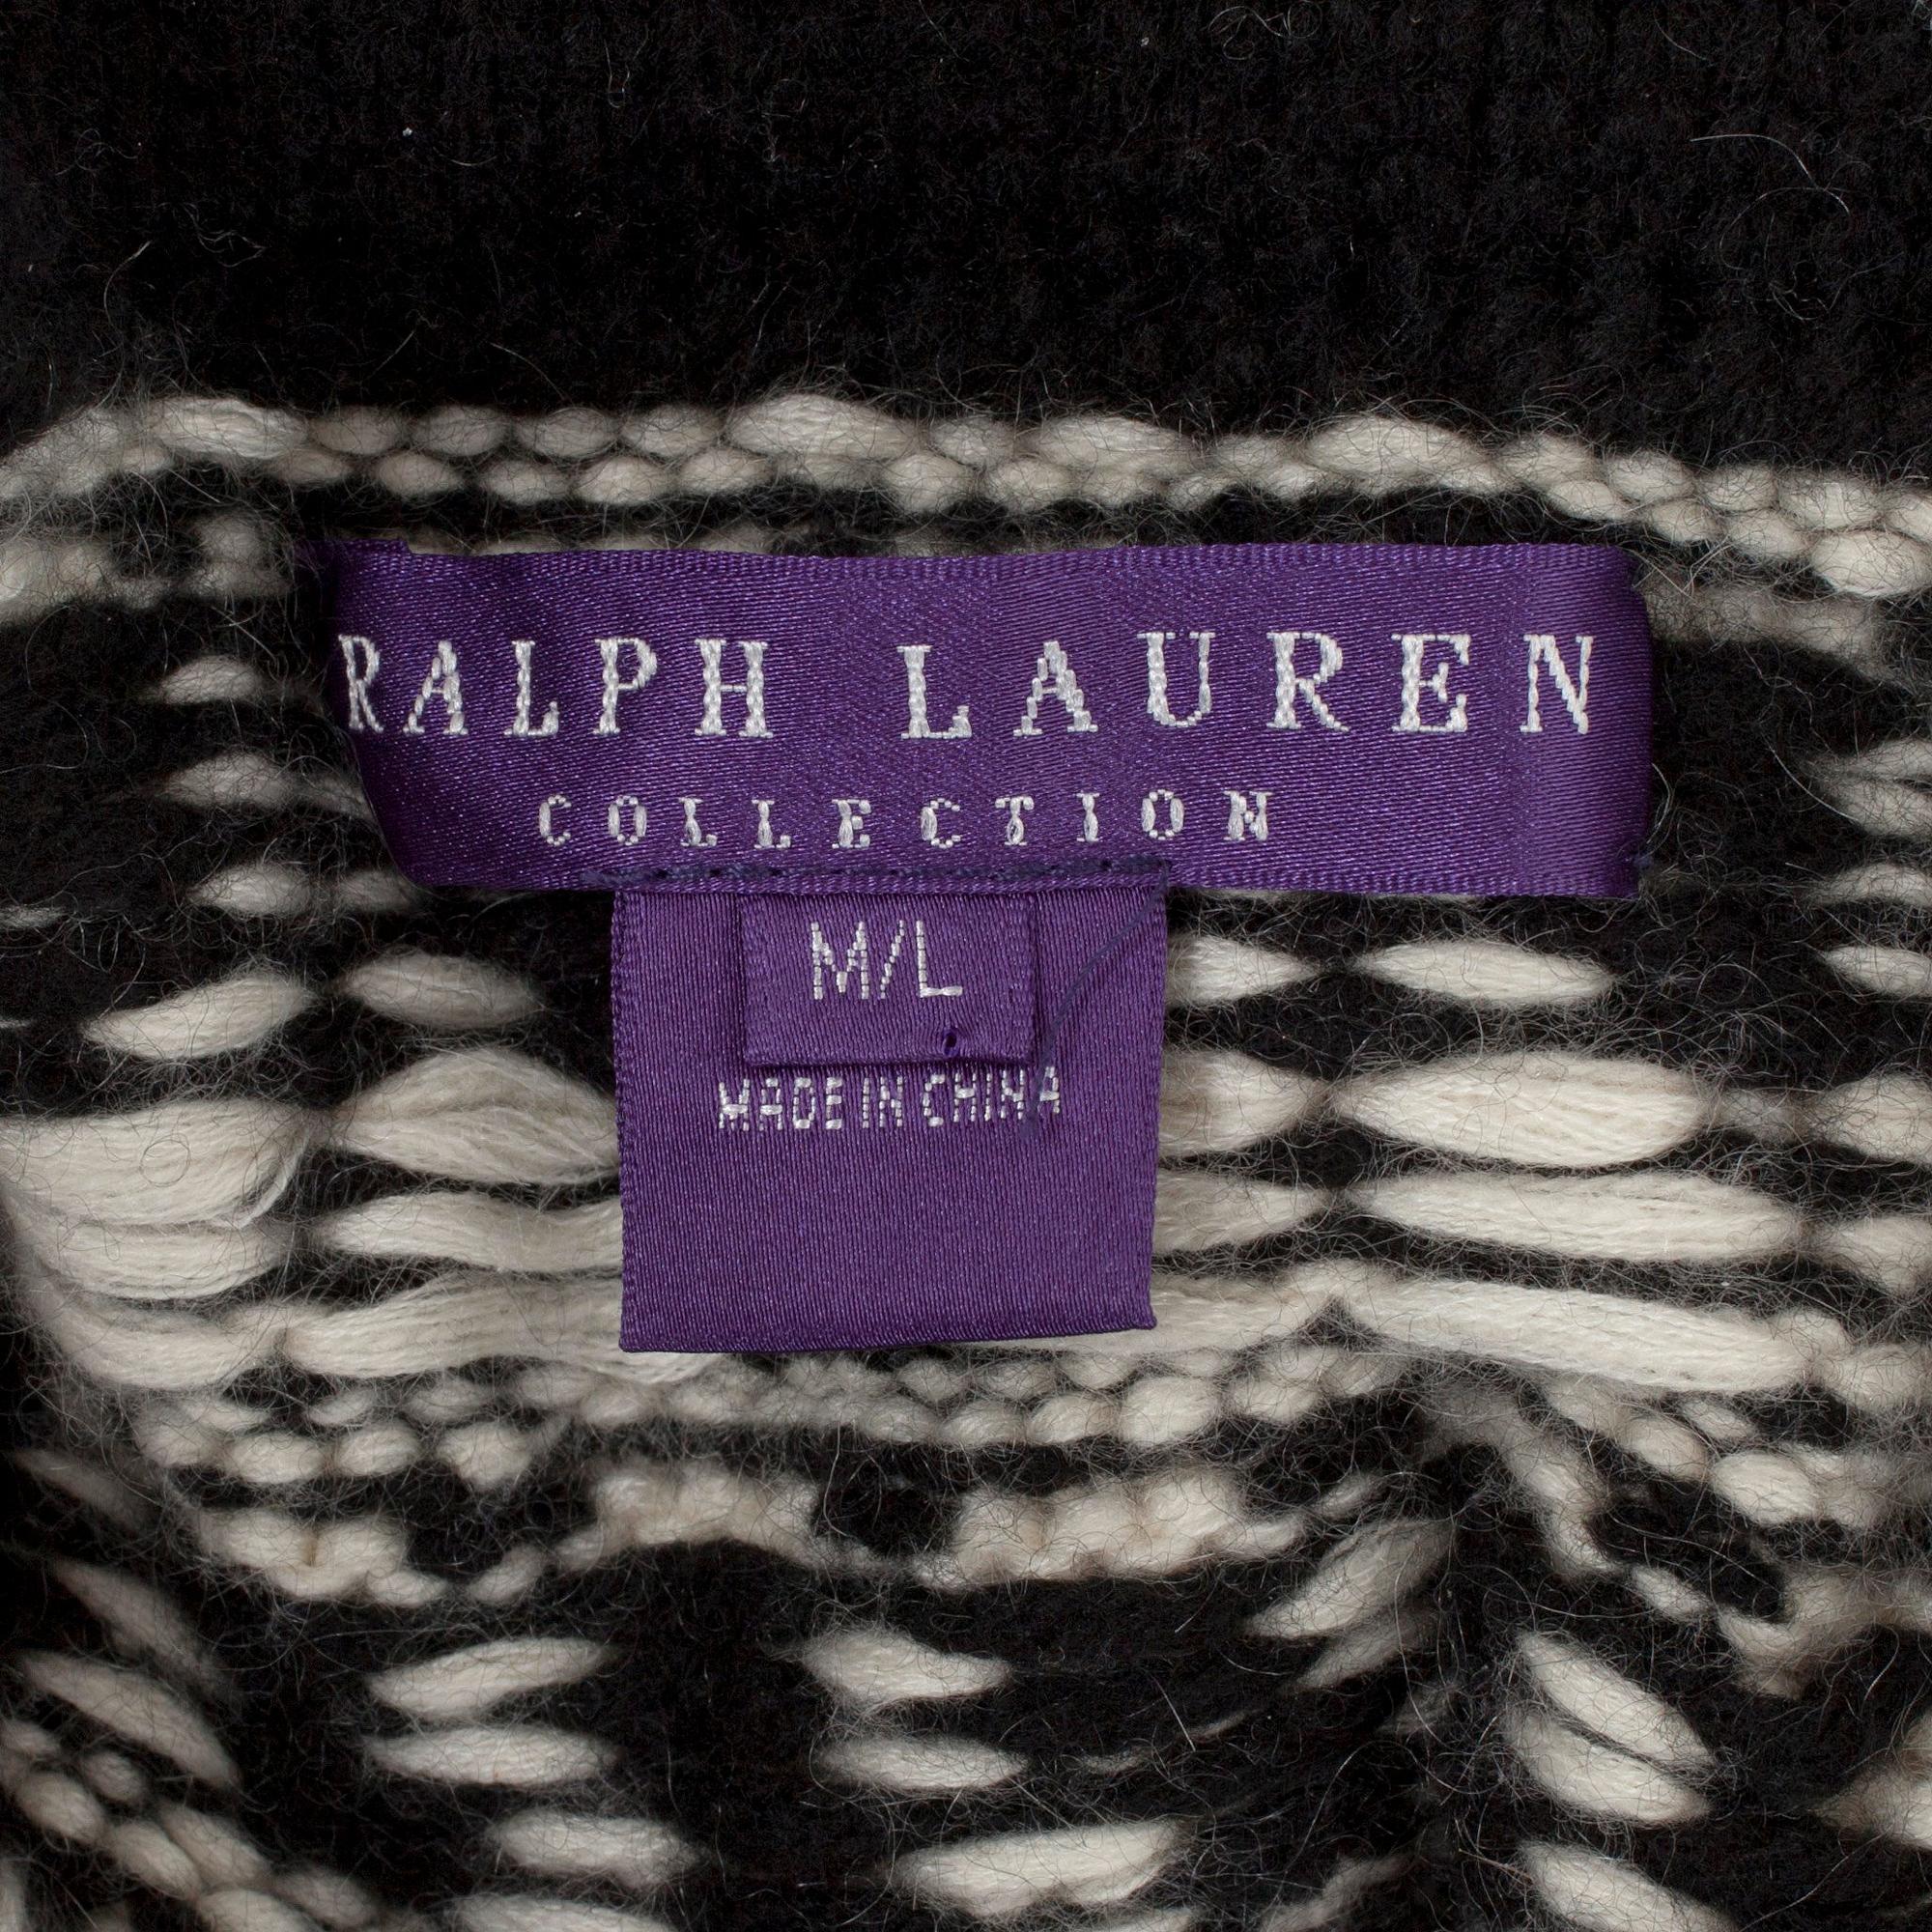 RALPH LAUREN
COLLECTION
M/L
MADE IN CHINA